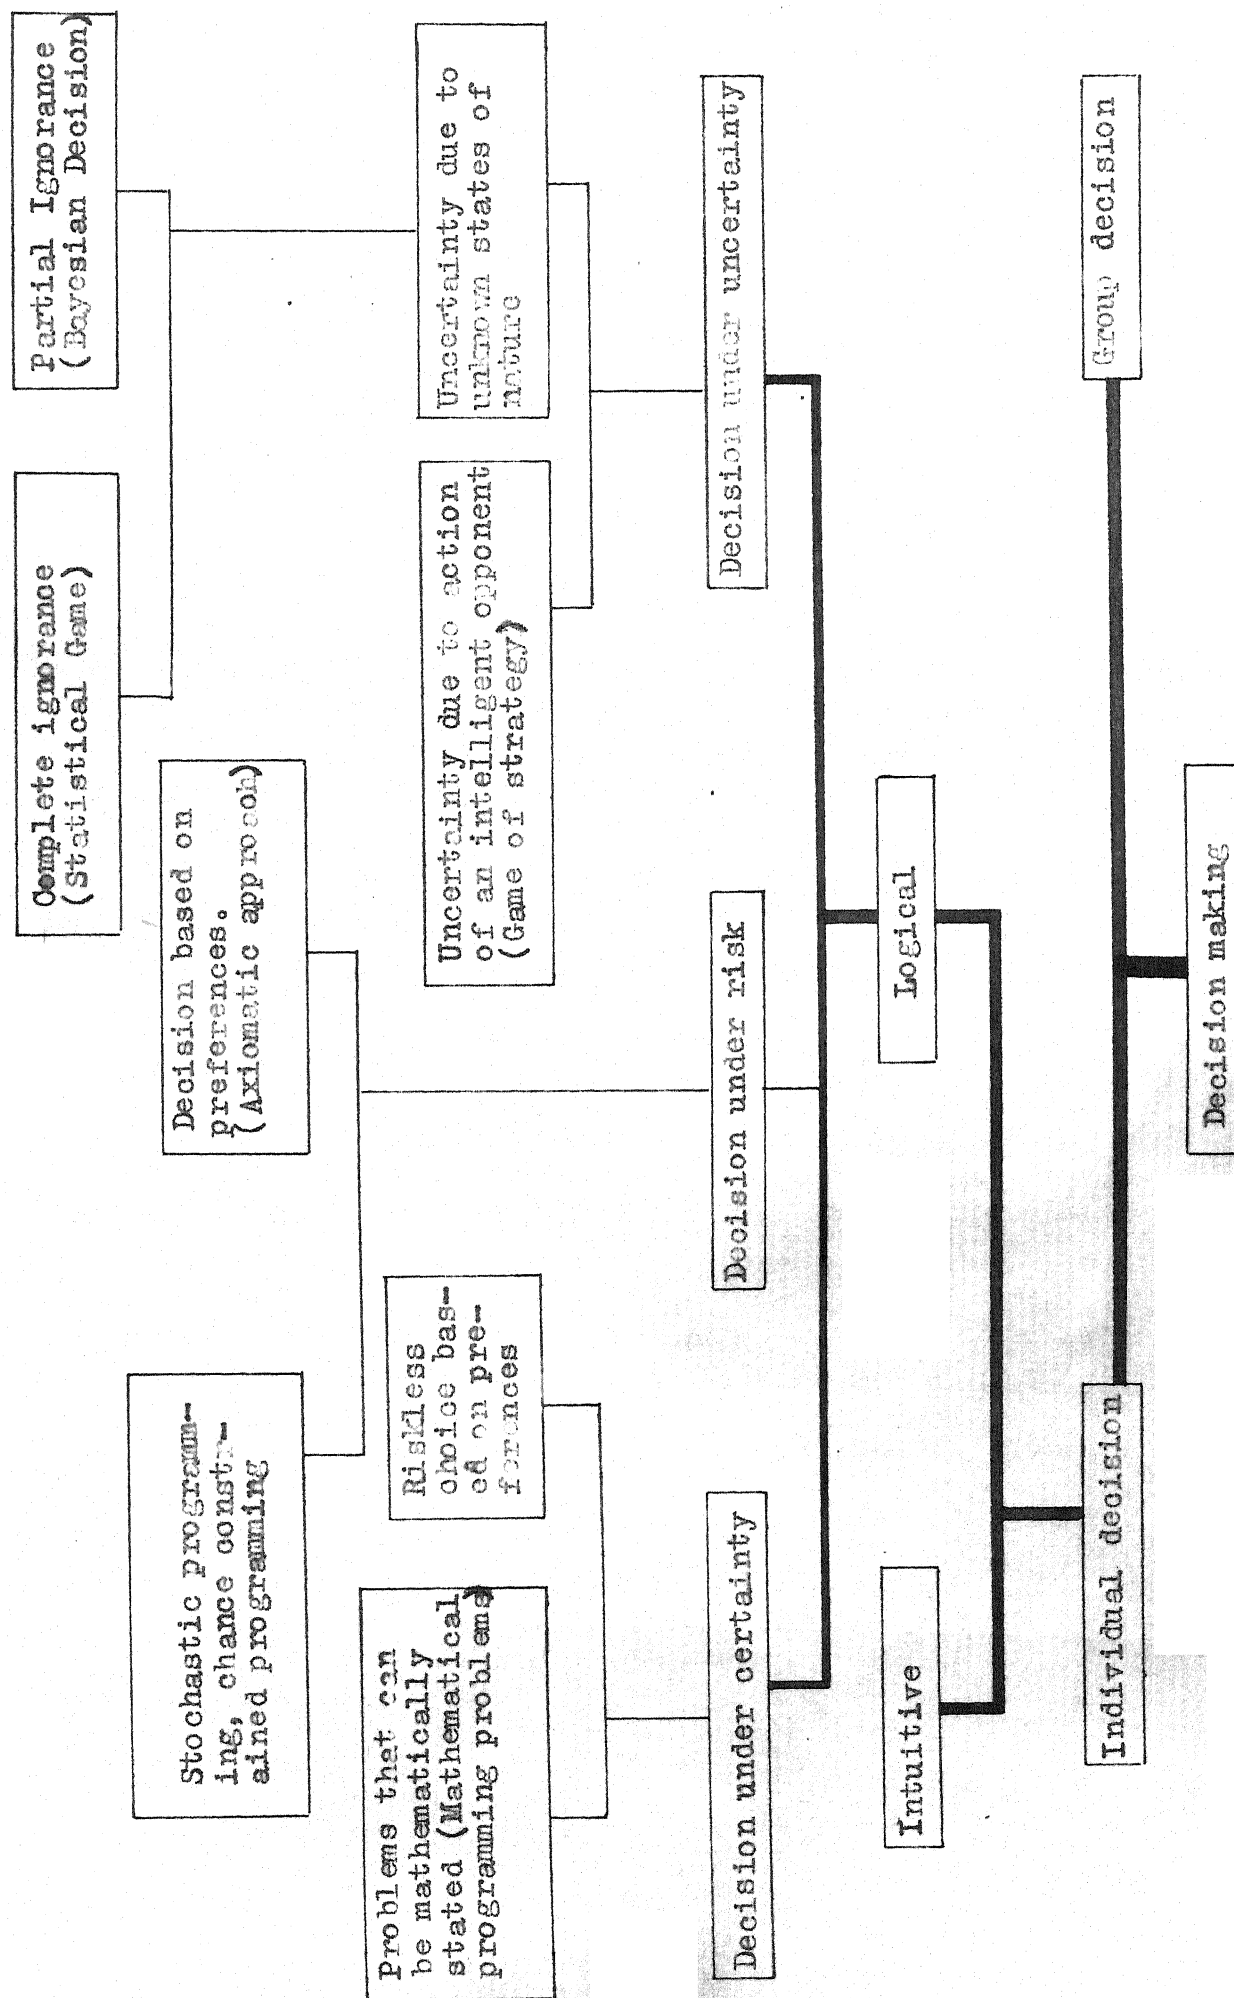 Complete ignorance
(Statistical Game)
Partial Ignorance
(Bayesian Decision)
Stochastic programm-
ing, chance constr-
ained programming
Decision based on
preferences.
(Axiomatic approach)
Problems that can
be mathematically
stated (Mathematical
programming problems)
Riskless
choice bas-
ed on pre-
ferences
Uncertainty due to action
of an intelligent opponent
(Game of strategy)
Uncertainty due to
unknown states of
nature
Decision under certainty
Decision under risk
Decision under uncertainty
Intuitive
Logical
Individual decision
Group decision
Decision making